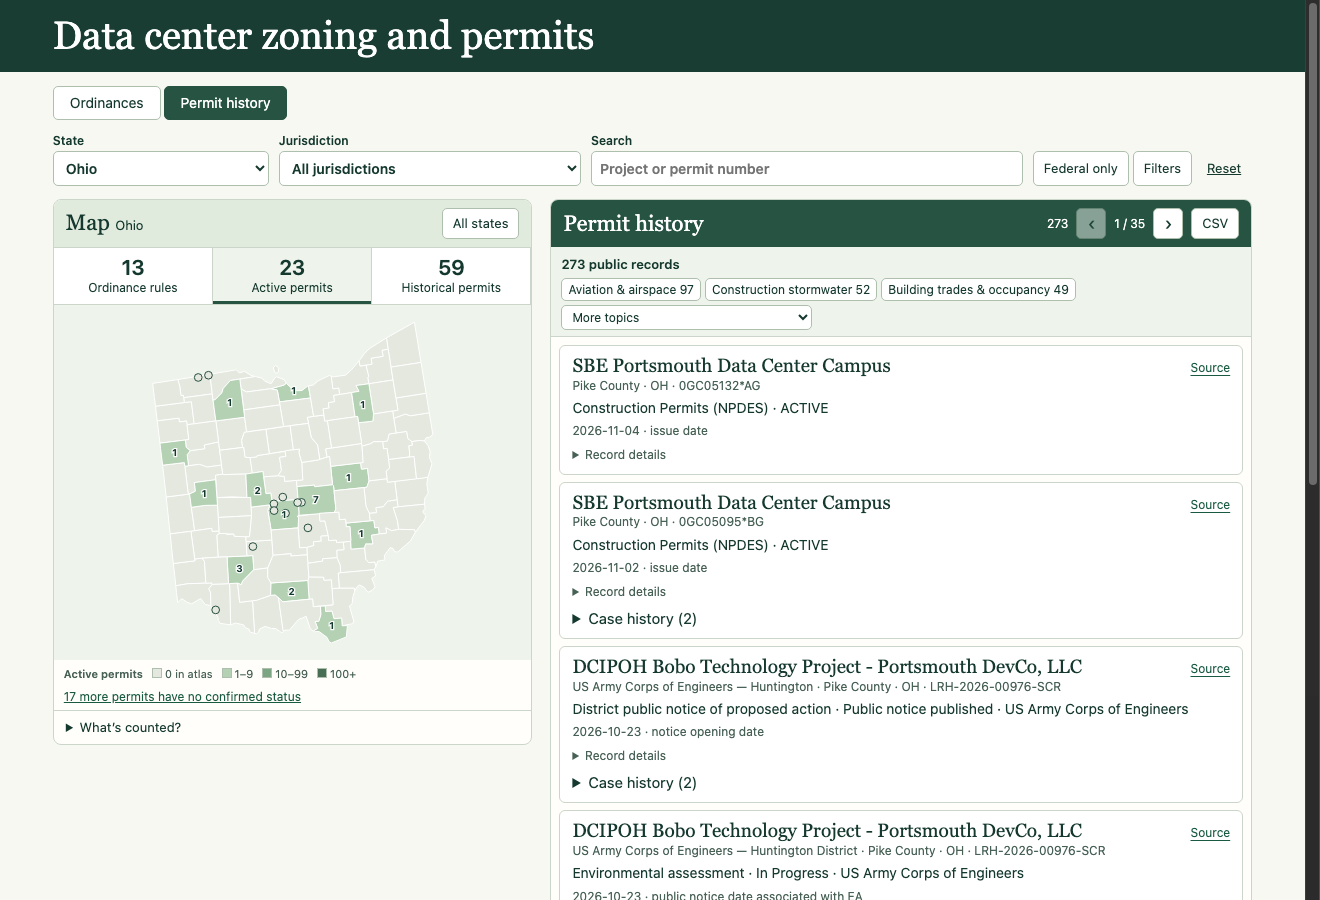 Data center zoning and permits
Ordinances
Permit history
State
Jurisdiction
Search
Ohio
All jurisdictions
Project or permit number
Federal only
Filters
Reset
Map Ohio
All states
13
Ordinance rules
23
Active permits
59
Historical permits
1
1
1
1
1
2
1
7
1
1
3
2
1
Active permits 0 in atlas 1–9 10–99 100+
17 more permits have no confirmed status
What's counted?
Permit history
273
1 / 35
CSV
273 public records
Aviation & airspace 97
Construction stormwater 52
Building trades & occupancy 49
More topics
SBE Portsmouth Data Center Campus
Source
Pike County · OH · 0GC05132*AG
Construction Permits (NPDES) · ACTIVE
2026-11-04 · issue date
Record details
SBE Portsmouth Data Center Campus
Source
Pike County · OH · 0GC05095*BG
Construction Permits (NPDES) · ACTIVE
2026-11-02 · issue date
Record details
Case history (2)
DCIPOH Bobo Technology Project - Portsmouth DevCo, LLC
Source
US Army Corps of Engineers — Huntington · Pike County · OH · LRH-2026-00976-SCR
District public notice of proposed action · Public notice published · US Army Corps of Engineers
2026-10-23 · notice opening date
Record details
Case history (2)
DCIPOH Bobo Technology Project - Portsmouth DevCo, LLC
Source
US Army Corps of Engineers — Huntington District · Pike County · OH · LRH-2026-00976-SCR
Environmental assessment · In Progress · US Army Corps of Engineers
2026-10-23 · public notice date associated with EA